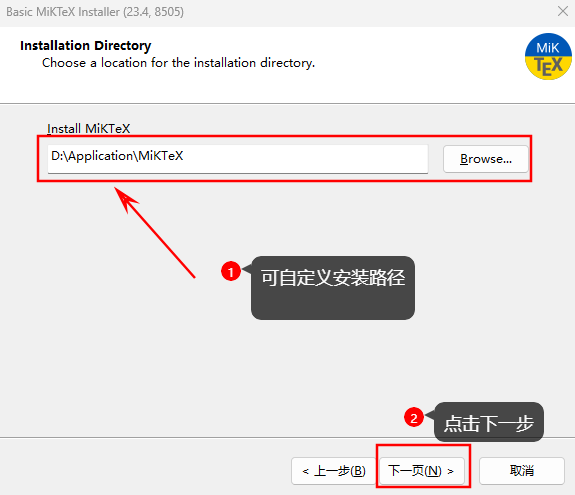 Basic MiKTeX Installer (23.4, 8505)
Installation Directory
Choose a location for the installation directory.
MiK
TEX
Install MiKTeX
D:\Application\MiKTeX
Browse...
1
可自定义安装路径
2
点击下一步
< 上一步(B)
下一页(N) >
取消